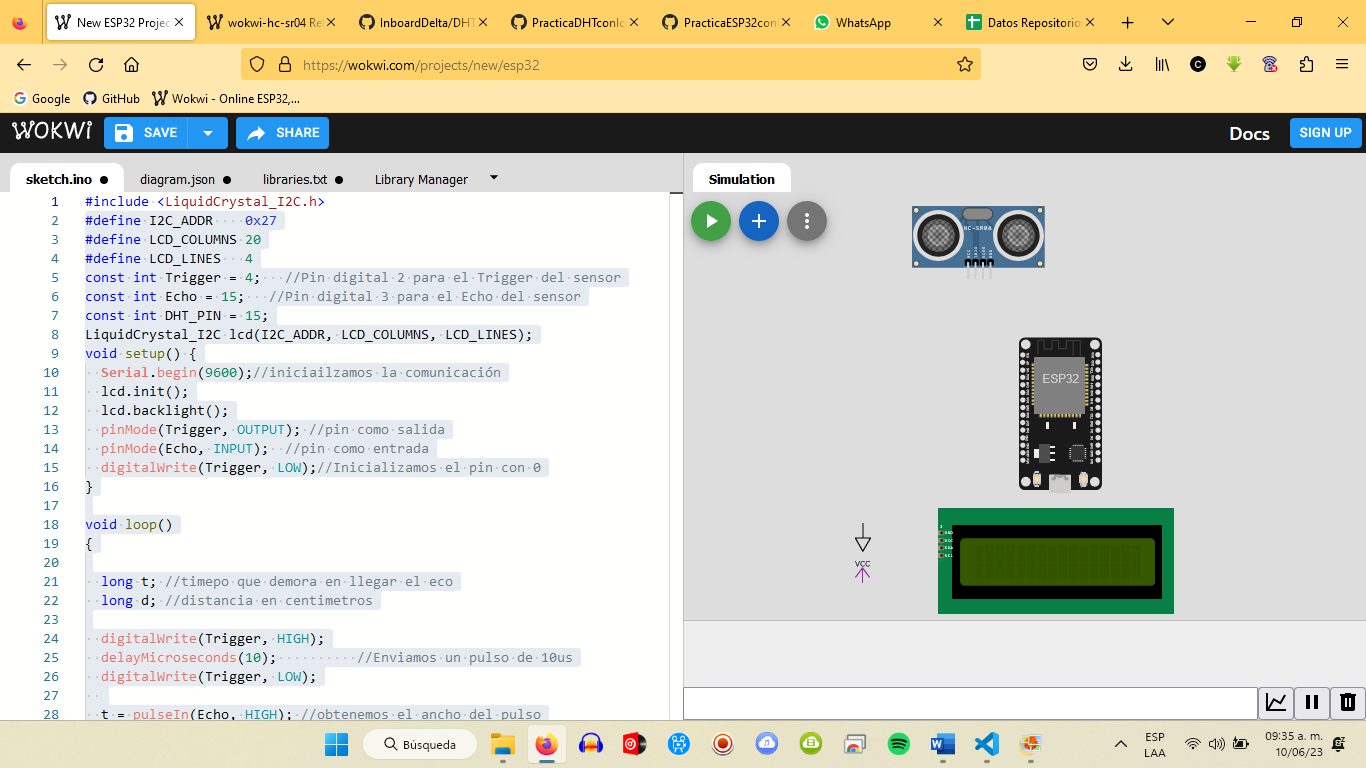 New ESP32 Project
wokwi-hc-sr04 Ref
InboardDelta/DHT
PracticaDHTconIc
PracticaESP32con
WhatsApp
Datos Repositorio
https://wokwi.com/projects/new/esp32
Google
GitHub
Wokwi - Online ESP32,...
WOKWI
SAVE
SHARE
Docs
SIGN UP
sketch.ino
diagram.json
libraries.txt
Library Manager
Simulation
1 #include <LiquidCrystal_I2C.h>
2 #define I2C_ADDR    0x27
3 #define LCD_COLUMNS 20
4 #define LCD_LINES   4
5 const int Trigger = 4;   //Pin digital 2 para el Trigger del sensor
6 const int Echo = 15;   //Pin digital 3 para el Echo del sensor
7 const int DHT_PIN = 15;
8 LiquidCrystal_I2C lcd(I2C_ADDR, LCD_COLUMNS, LCD_LINES);
9 void setup() {
10   Serial.begin(9600);//iniciailzamos la comunicación
11   lcd.init();
12   lcd.backlight();
13   pinMode(Trigger, OUTPUT); //pin como salida
14   pinMode(Echo, INPUT);  //pin como entrada
15   digitalWrite(Trigger, LOW);//Inicializamos el pin con 0
16 }
17
18 void loop()
19 {
20
21   long t; //timepo que demora en llegar el eco
22   long d; //distancia en centimetros
23
24   digitalWrite(Trigger, HIGH);
25   delayMicroseconds(10);          //Enviamos un pulso de 10us
26   digitalWrite(Trigger, LOW);
27
28   t = pulseIn(Echo, HIGH); //obtenemos el ancho del pulso
HC-SR04
ESP32
VCC
GND
VCC
SDA
SCL
Búsqueda
ESP
LAA
09:35 a. m.
10/06/23